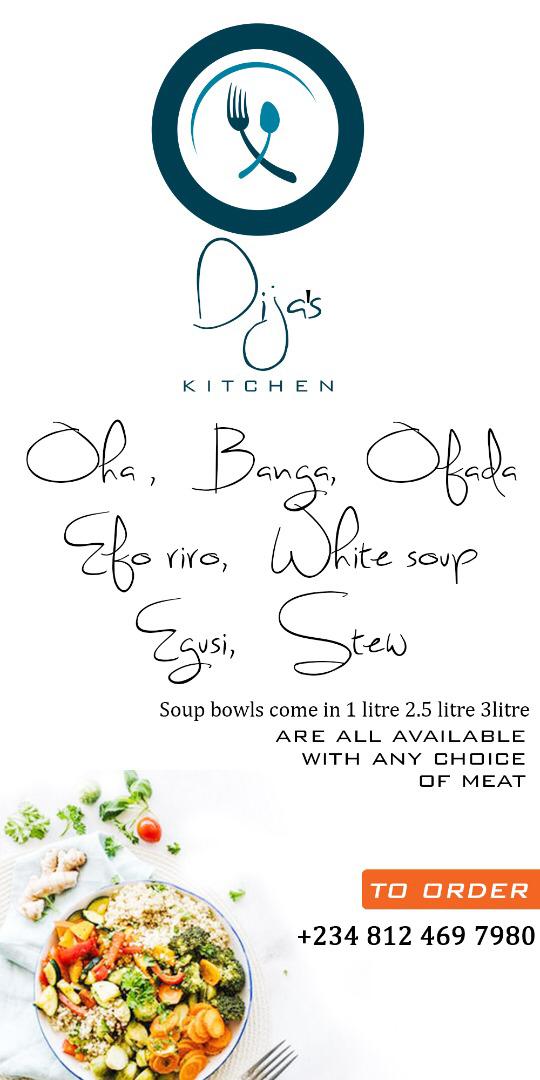 Dija's
KITCHEN
Oha, Banga, Ofada
Efo riro, White soup
Egusi, Stew
Soup bowls come in 1 litre 2.5 litre 3litre
ARE ALL AVAILABLE
WITH ANY CHOICE
OF MEAT
TO ORDER
+234 812 469 7980